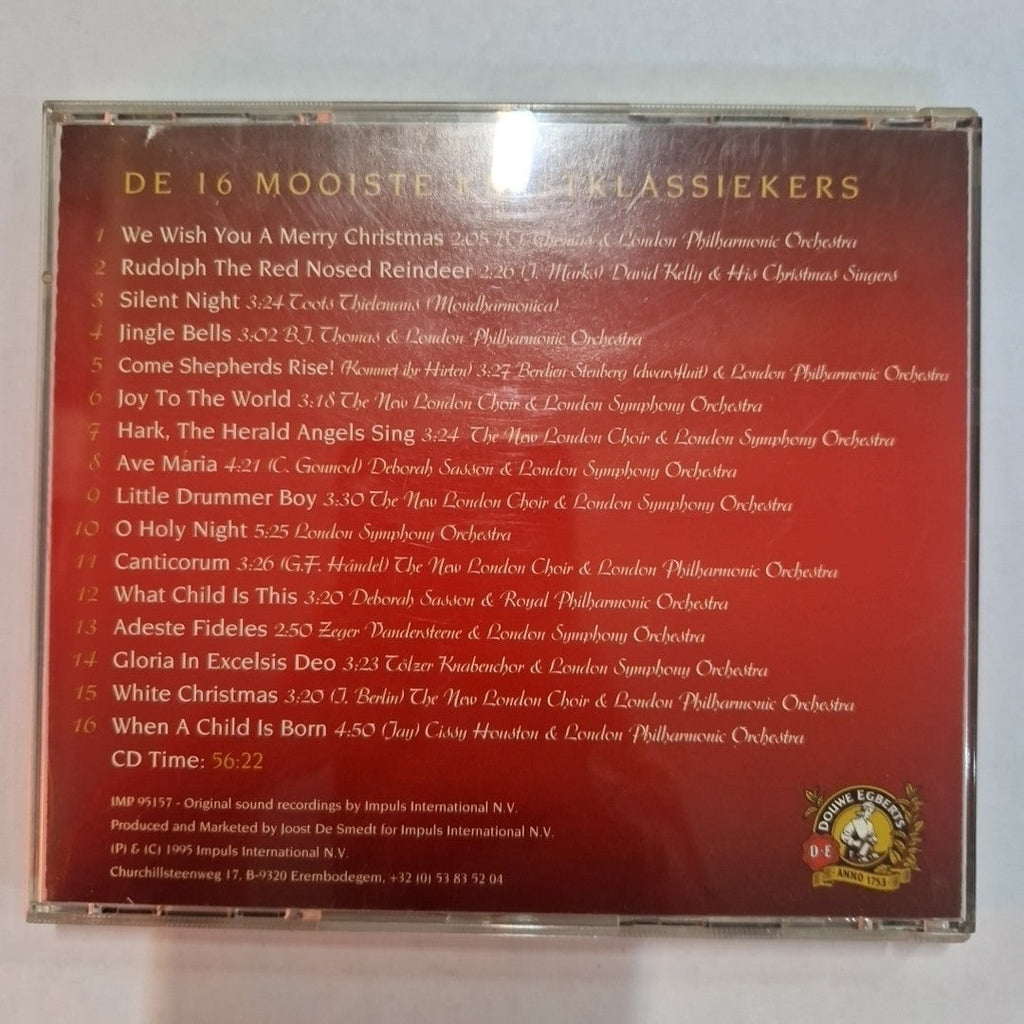 DE 16 MOOISTE
1 We Wish You A Merry Christmas 2.05 B.J. Thomas & London Philharmonic Orchestra
2 Rudolph The Red Nosed Reindeer 2:26 (J. Marks) David Kelly & His Christmas Singers
3 Silent Night 3:24 Toots Thielemans (Mondharmonica)
4 Jingle Bells 3:02 B.J. Thomas & London Philharmonic Orchestra
5 Come Shepherds Rise! (Kommet ihr Hirten) 3:27 Berdien Stenberg (dwarsfluit) & London Philharmonic Orchestra
6 Joy To The World 3:18 The New London Choir & London Symphony Orchestra
7 Hark, The Herald Angels Sing 3:24 The New London Choir & London Symphony Orchestra
8 Ave Maria 4:21 (C. Gounod) Deborah Sasson & London Symphony Orchestra
9 Little Drummer Boy 3:30 The New London Choir & London Symphony Orchestra
10 O Holy Night 5:25 London Symphony Orchestra
11 Canticorum 3:26 (G.F. Händel) The New London Choir & London Philharmonic Orchestra
12 What Child Is This 3:20 Deborah Sasson & Royal Philharmonic Orchestra
13 Adeste Fideles 2:50 Zeger Vandersteene & London Symphony Orchestra
14 Gloria In Excelsis Deo 3:23 Tölzer Knabenchor & London Symphony Orchestra
15 White Christmas 3:20 (J. Berlin) The New London Choir & London Philharmonic Orchestra
16 When A Child Is Born 4:50 (Jay) Cissy Houston & London Philharmonic Orchestra
CD Time: 56:22
IMP 95157 - Original sound recordings by Impuls International N.V.
Produced and Marketed by Joost De Smedt for Impuls International N.V.
(P) & (C) 1995 Impuls International N.V.
Churchillsteenweg 17, B-9320 Erembodegem, +32 (0) 53 83 52 04
DOUWE EGBERTS
D·E
ANNO 1753